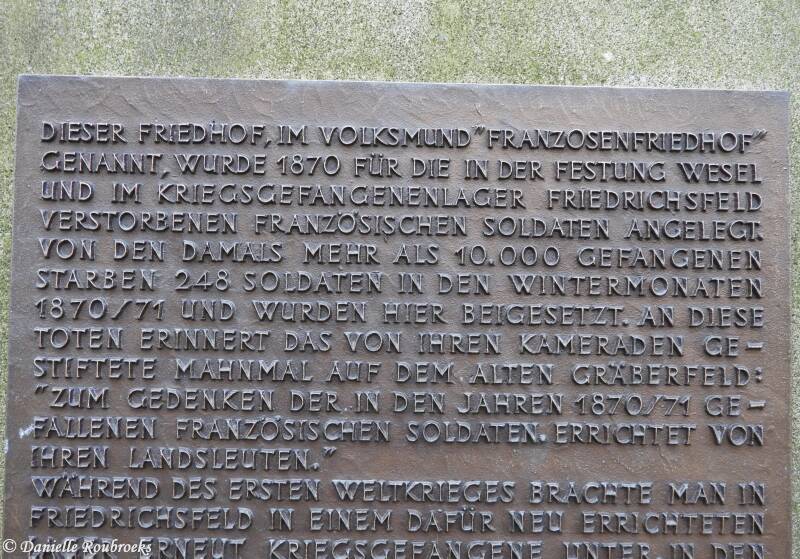 DIESER FRIEDHOF, IM VOLKSMUND "FRANZOSENFRIEDHOF"
GENANNT, WURDE 1870 FÜR DIE IN DER FESTUNG WESEL
UND IM KRIEGSGEFANGENENLAGER FRIEDRICHSFELD
VERSTORBENEN FRANZÖSISCHEN SOLDATEN ANGELEGT.
VON DEN DAMALS MEHR ALS 10.000 GEFANGENEN
STARBEN 248 SOLDATEN IN DEN WINTERMONATEN
1870/71 UND WURDEN HIER BEIGESETZT. AN DIESE
TOTEN ERINNERT DAS VON IHREN KAMERADEN GE-
STIFTETE MAHNMAL AUF DEM ALTEN GRÄBERFELD:
"ZUM GEDENKEN DER IN DEN JAHREN 1870/71 GE-
FALLENEN FRANZÖSISCHEN SOLDATEN. ERRICHTET VON
IHREN LANDSLEUTEN."
WÄHREND DES ERSTEN WELTKRIEGES BRACHTE MAN IN
FRIEDRICHSFELD IN EINEM DAFÜR NEU ERRICHTETEN
ERNEUT KRIEGSGEFANGENE UNTER. IN DEN
© Danielle Roubroeks